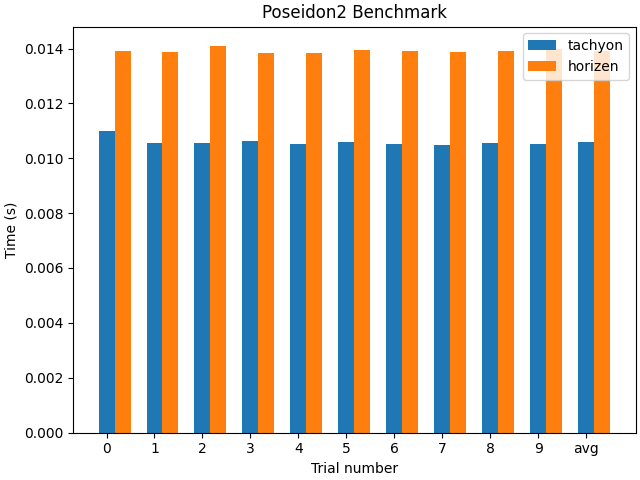 Poseidon2 Benchmark
tachyon
horizen
0.014
0.012
0.010
0.008
0.006
0.004
0.002
0.000
Time (s)
0 1 2 3 4 5 6 7 8 9 avg
Trial number